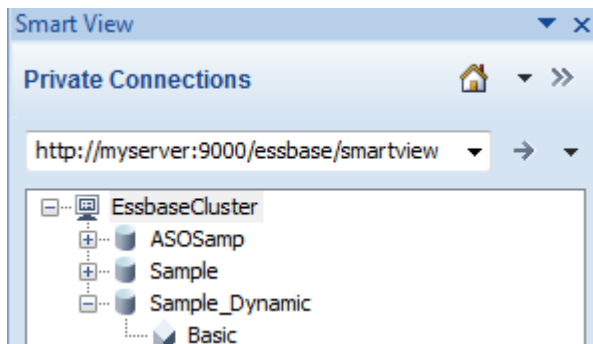 Smart View
Private Connections
http://myserver:9000/essbase/smartview
EssbaseCluster
ASOSamp
Sample
Sample_Dynamic
Basic